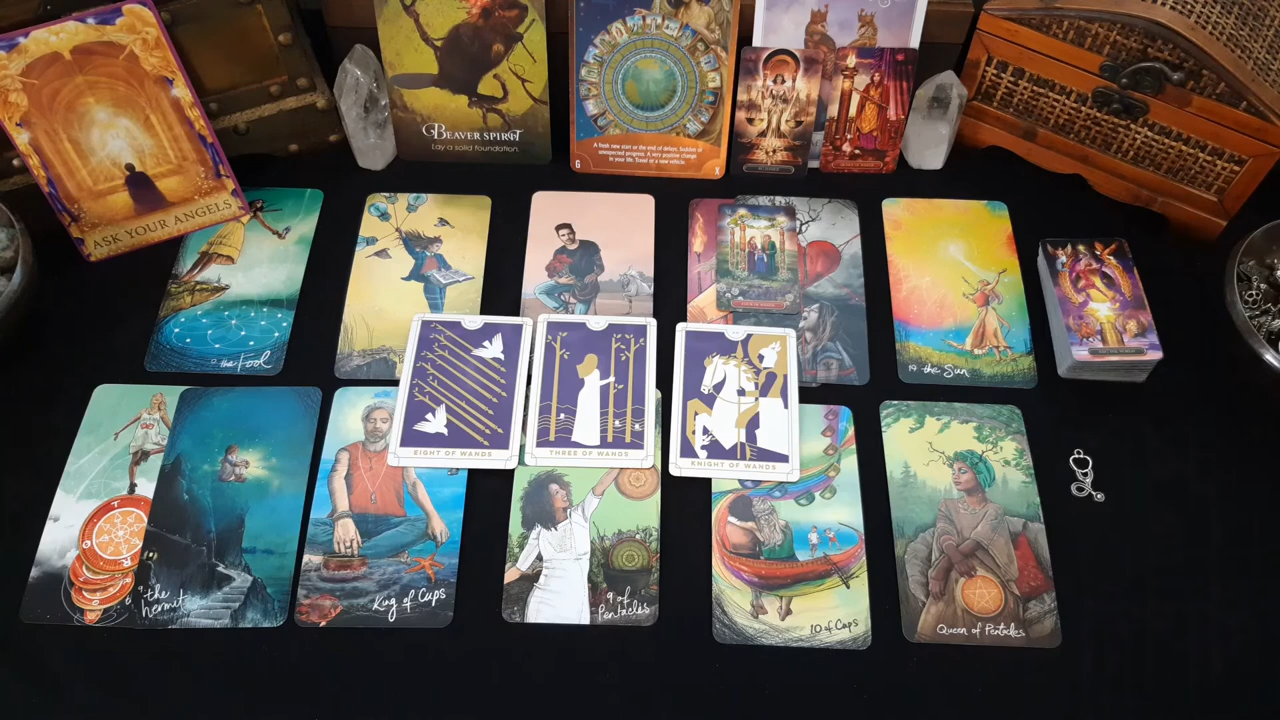 ASK YOUR ANGELS
BEAVER SPIRIT
Lay a solid foundation.
A fresh new start or the end of delays. Sudden or
unexpected progress. A very positive change
in your life. Travel or a new vehicle.
G
X
0 the Fool
19 the Sun
EIGHT OF WANDS
THREE OF WANDS
KNIGHT OF WANDS
9 the
hermit
King of Cups
9 of
Pentacles
10 of Cups
Queen of Pentacles